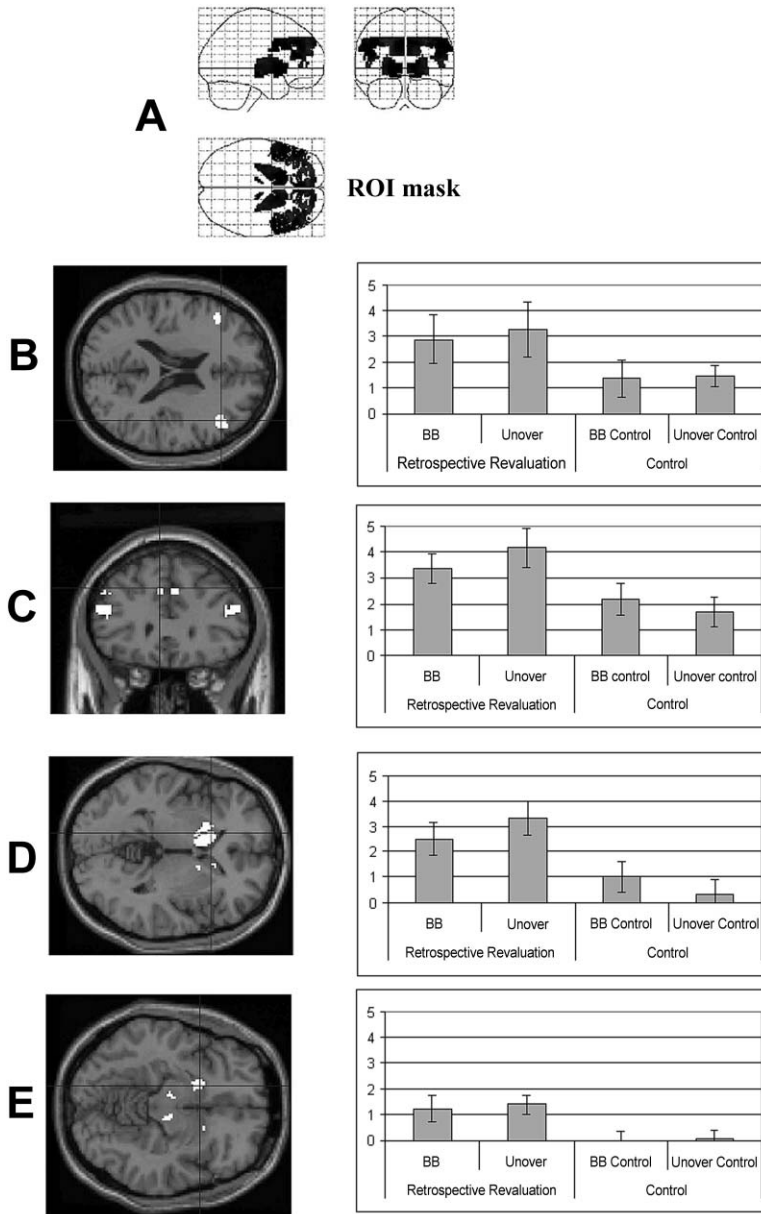 A
ROI mask
B
5
4
3
2
1
0
BB Unover BB Control Unover Control
Retrospective Revaluation Control
C
5
4
3
2
1
0
BB Unover BB control Unover control
Retrospective Revaluation Control
D
5
4
3
2
1
0
BB Unover BB Control Unover Control
Retrospective Revaluation Control
E
5
4
3
2
1
0
BB Unover BB Control Unover Control
Retrospective Revaluation Control